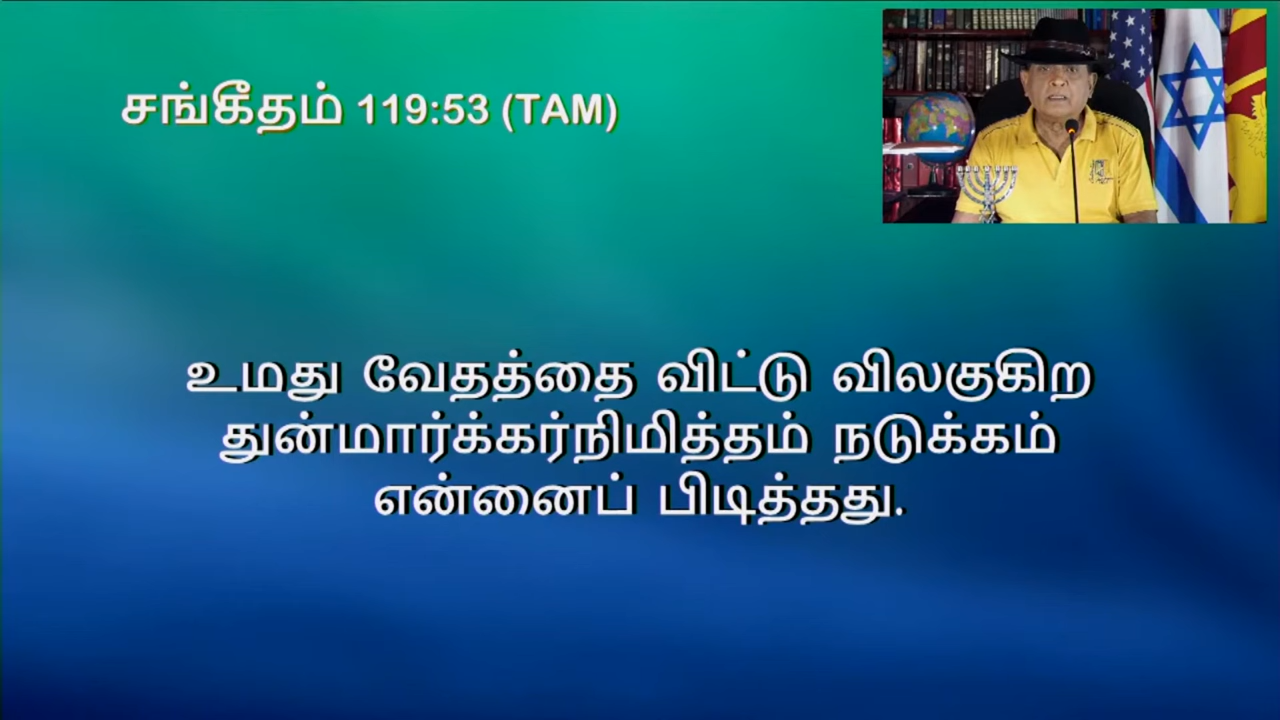 சங்கீதம் 119:53 (TAM)
உமது வேதத்தை விட்டு விலகுகிற
துன்மார்க்கர்நிமித்தம் நடுக்கம்
என்னைப் பிடித்தது.